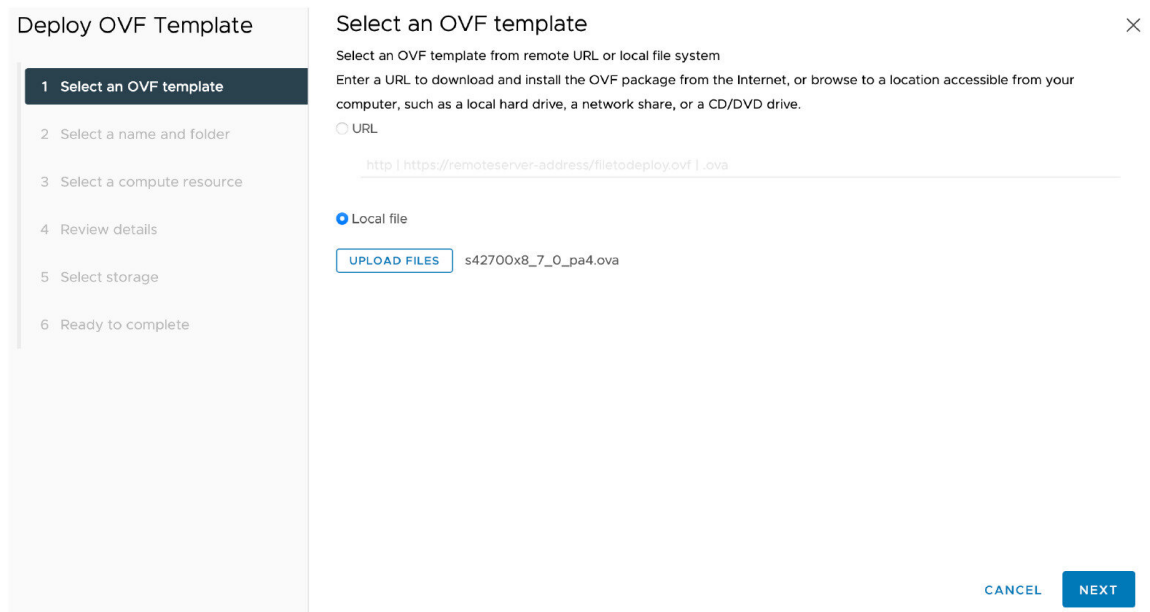 Deploy OVF Template
1 Select an OVF template
2 Select a name and folder
3 Select a compute resource
4 Review details
5 Select storage
6 Ready to complete
Select an OVF template
Select an OVF template from remote URL or local file system
Enter a URL to download and install the OVF package from the Internet, or browse to a location accessible from your
computer, such as a local hard drive, a network share, or a CD/DVD drive.
URL
http | https://remoteserver-address/filetodeploy.ovf | .ova
Local file
UPLOAD FILES s42700x8_7_0_pa4.ova
CANCEL NEXT